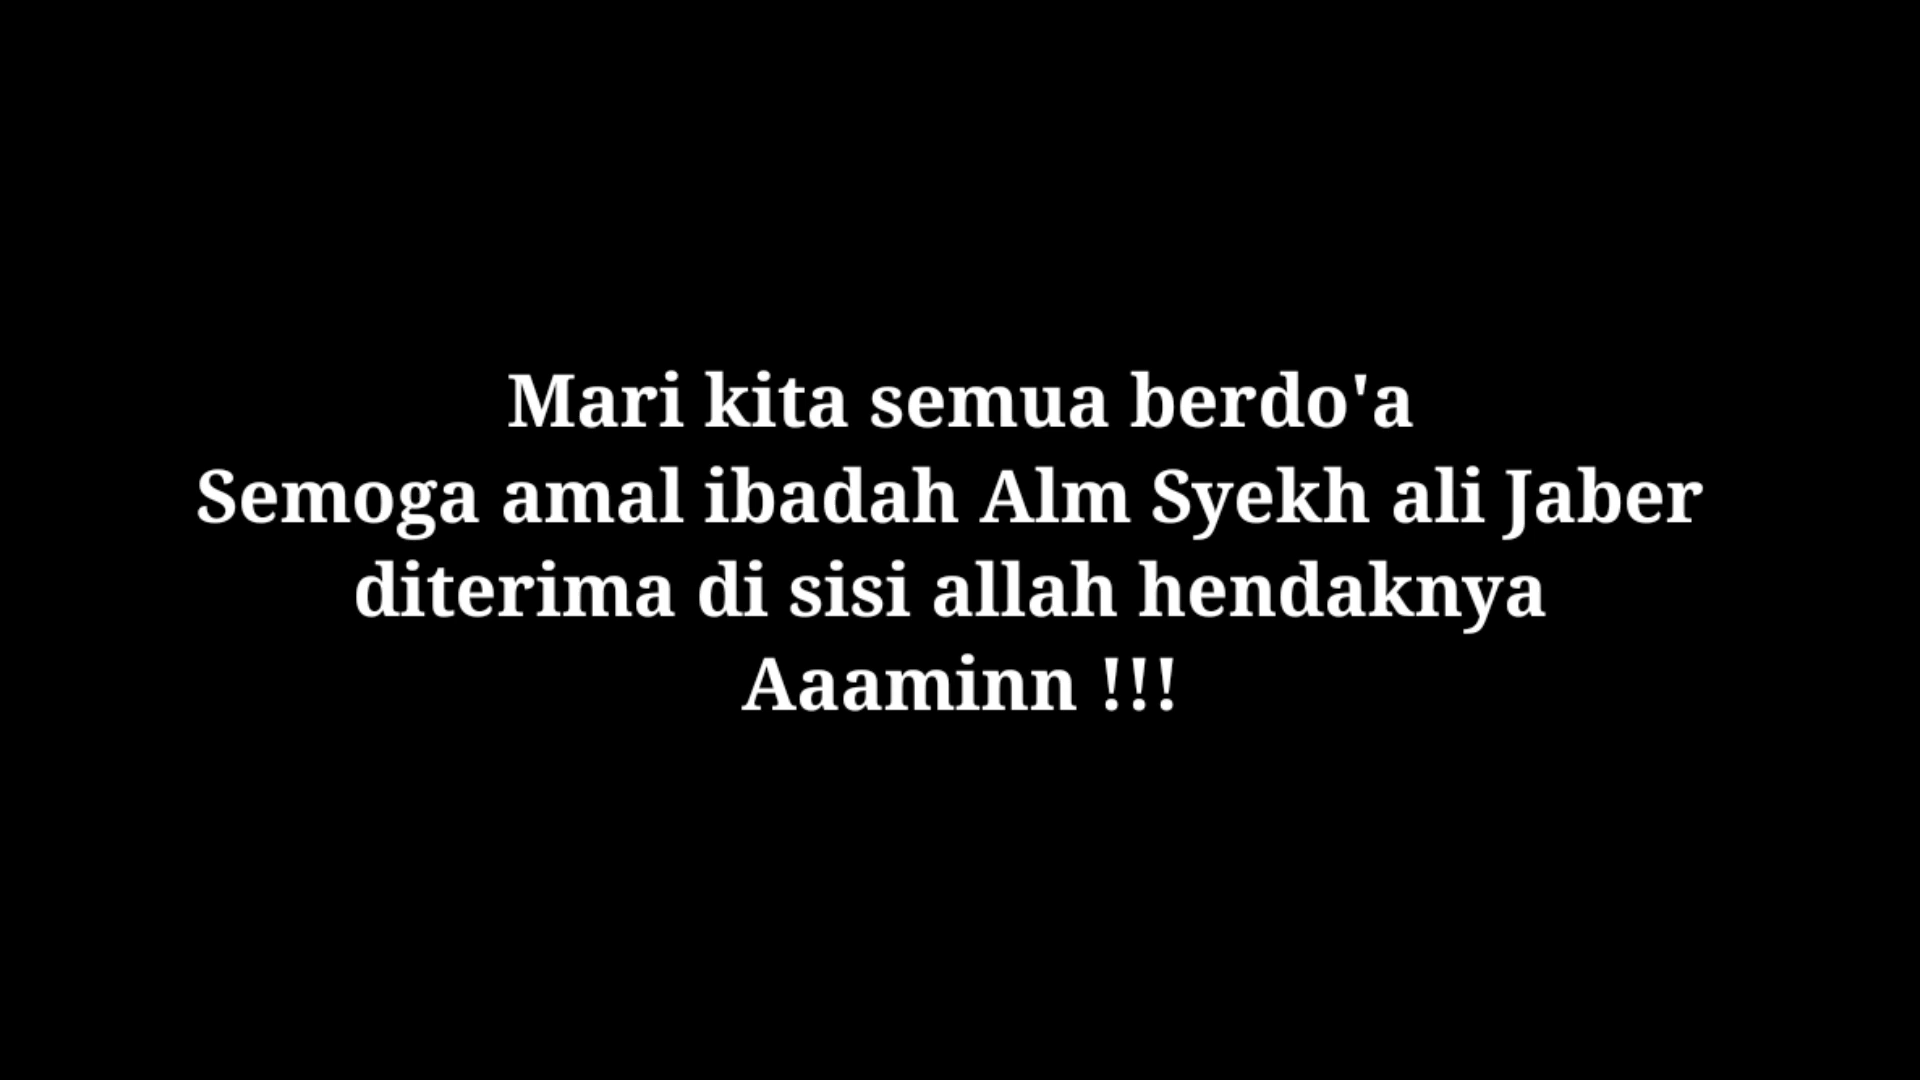 Mari kita semua berdo'a
Semoga amal ibadah Alm Syekh ali Jaber
diterima di sisi allah hendaknya
Aaaminn !!!